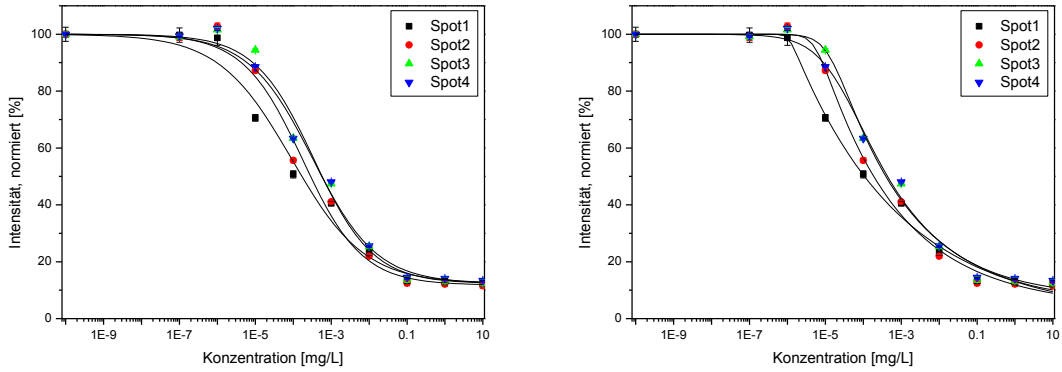 100
80
60
40
20
0
Intensität, normiert [%]
1E-9 1E-7 1E-5 1E-3 0.1 10
Konzentration [mg/L]
Spot1
Spot2
Spot3
Spot4
100
80
60
40
20
0
Intensität, normiert [%]
1E-9 1E-7 1E-5 1E-3 0.1 10
Konzentration [mg/L]
Spot1
Spot2
Spot3
Spot4